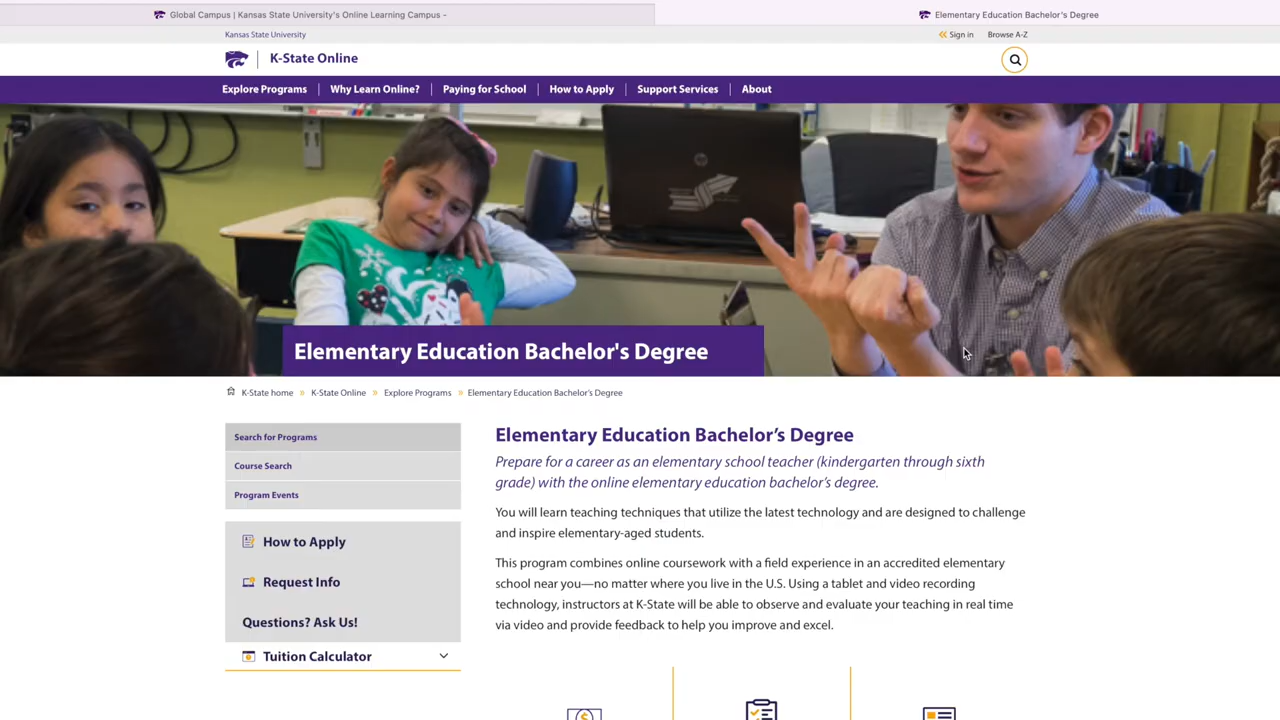 Global Campus | Kansas State University's Online Learning Campus -
Elementary Education Bachelor's Degree
Kansas State University
Sign in
Browse A-Z
K-State Online
Explore Programs
Why Learn Online?
Paying for School
How to Apply
Support Services
About
Elementary Education Bachelor's Degree
K-State home » K-State Online » Explore Programs » Elementary Education Bachelor's Degree
Search for Programs
Course Search
Program Events
How to Apply
Request Info
Questions? Ask Us!
Tuition Calculator
Elementary Education Bachelor’s Degree
Prepare for a career as an elementary school teacher (kindergarten through sixth
grade) with the online elementary education bachelor’s degree.
You will learn teaching techniques that utilize the latest technology and are designed to challenge
and inspire elementary-aged students.
This program combines online coursework with a field experience in an accredited elementary
school near you—no matter where you live in the U.S. Using a tablet and video recording
technology, instructors at K-State will be able to observe and evaluate your teaching in real time
via video and provide feedback to help you improve and excel.